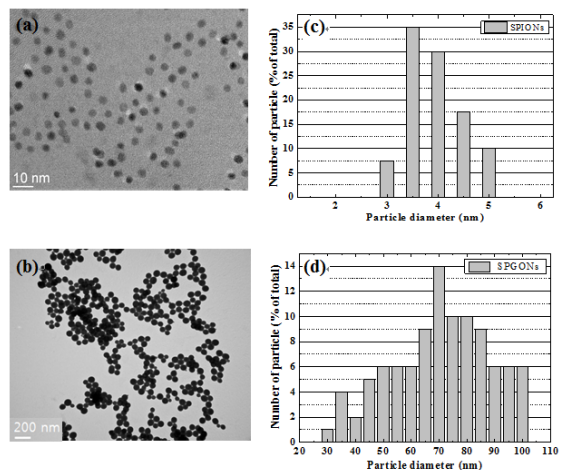 (a)
10 nm
(c)
SPIONs
Number of particle (% of total)
35
30
25
20
15
10
5
0
2 3 4 5 6
Particle diameter (nm)
(b)
200 nm
(d)
SPGONs
Number of particle (% of total)
14
12
10
8
6
4
2
0
20 30 40 50 60 70 80 90 100 110
Particle diameter (nm)